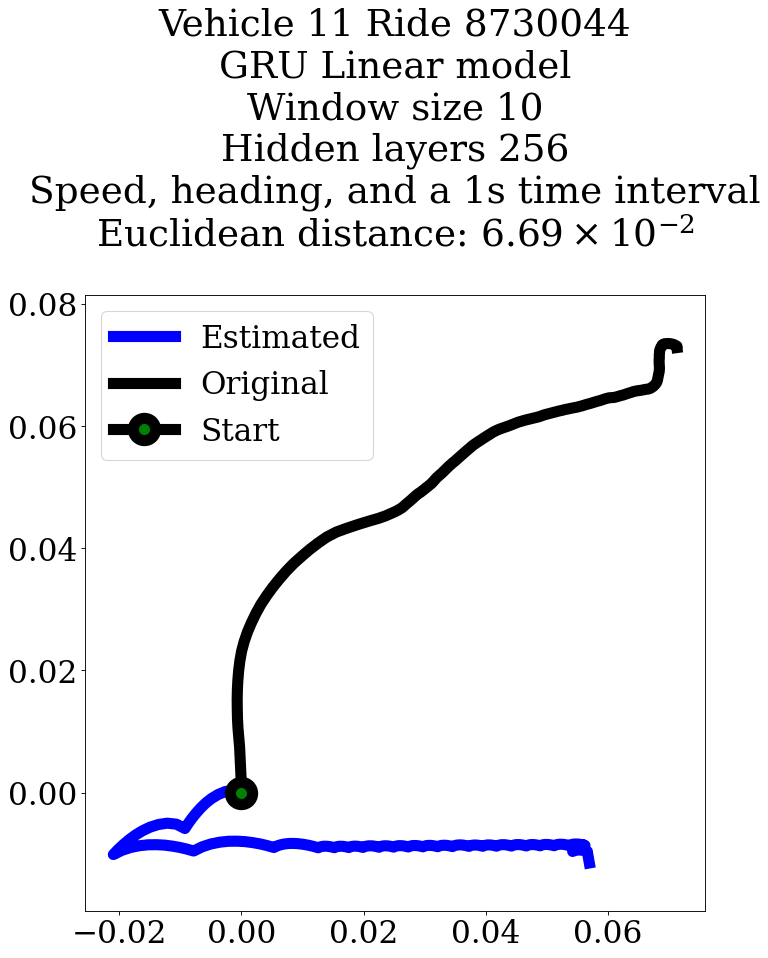 Vehicle 11 Ride 8730044
GRU Linear model
Window size 10
Hidden layers 256
Speed, heading, and a 1s time interval
Euclidean distance: 6.69 × 10⁻²
0.08
0.06
0.04
0.02
0.00
Estimated
Original
Start
−0.02 0.00 0.02 0.04 0.06